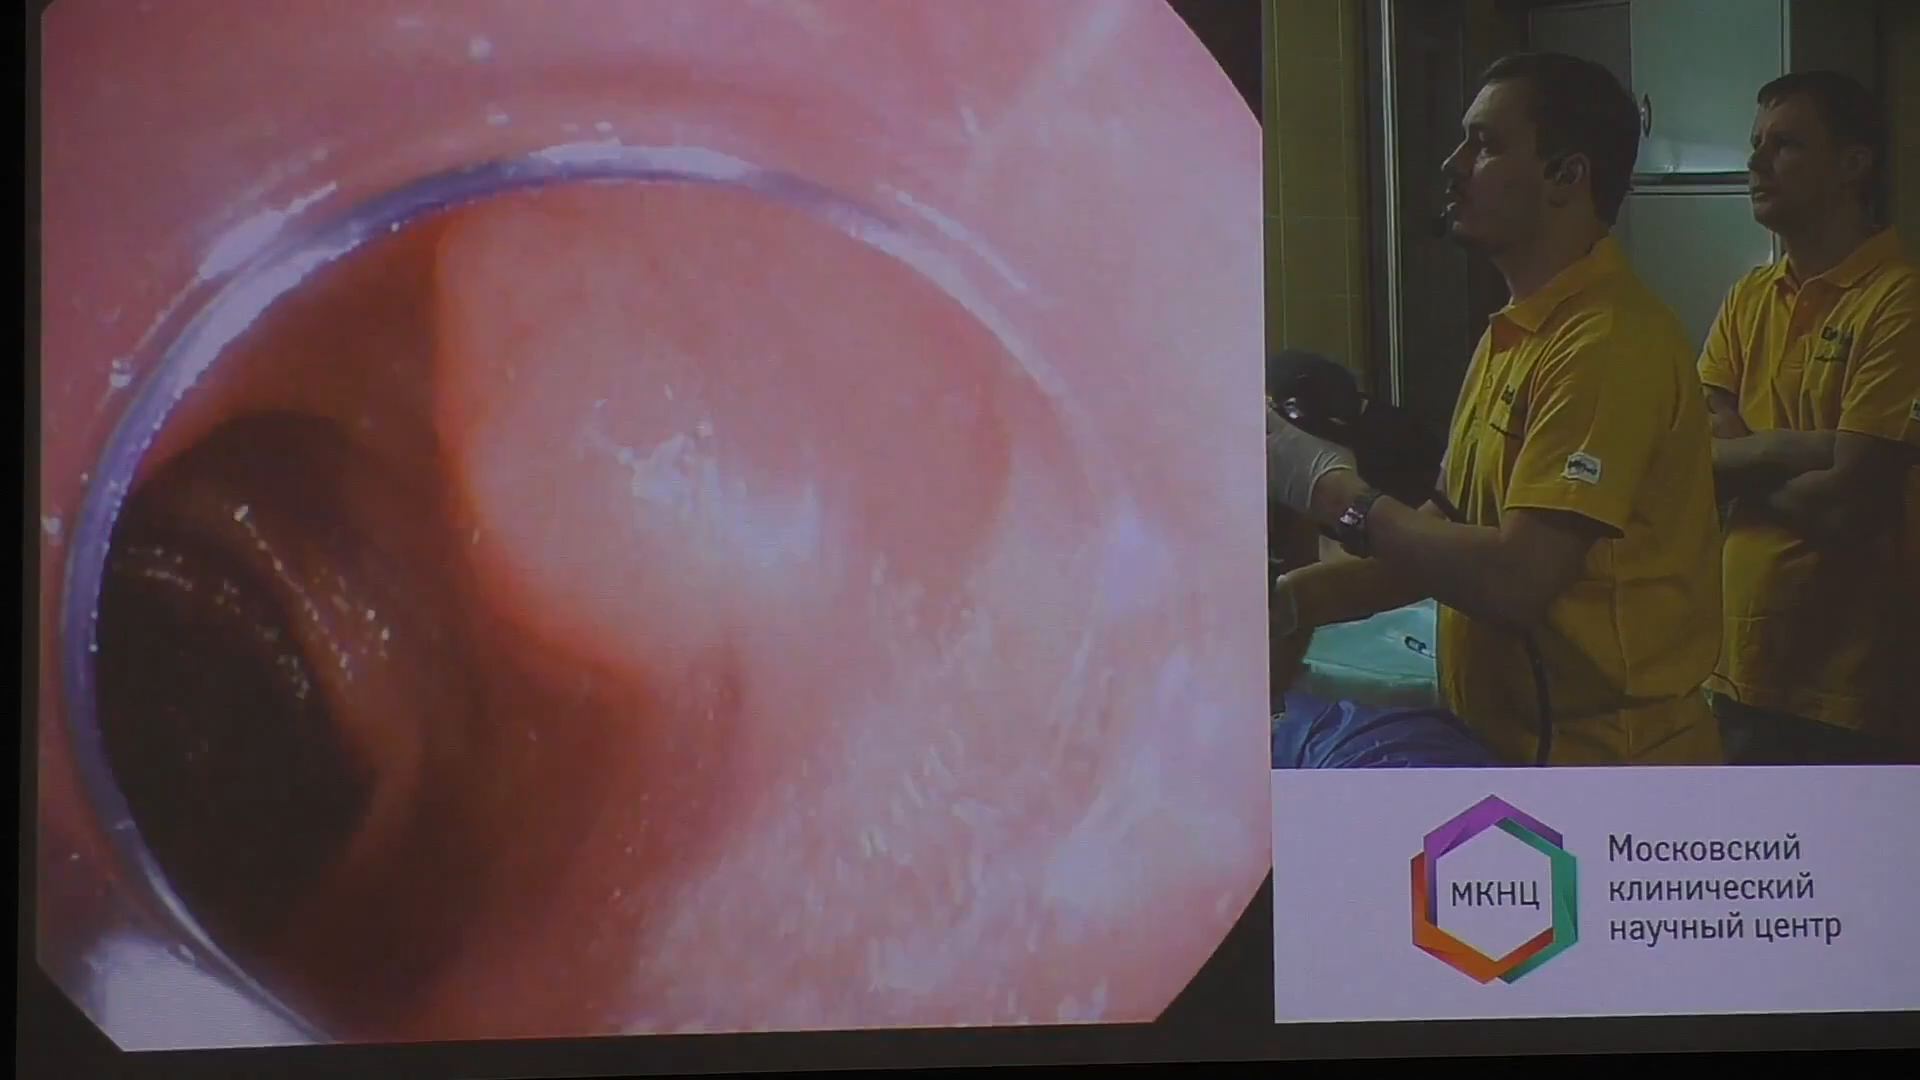 МКНЦ
Московский
клинический
научный центр